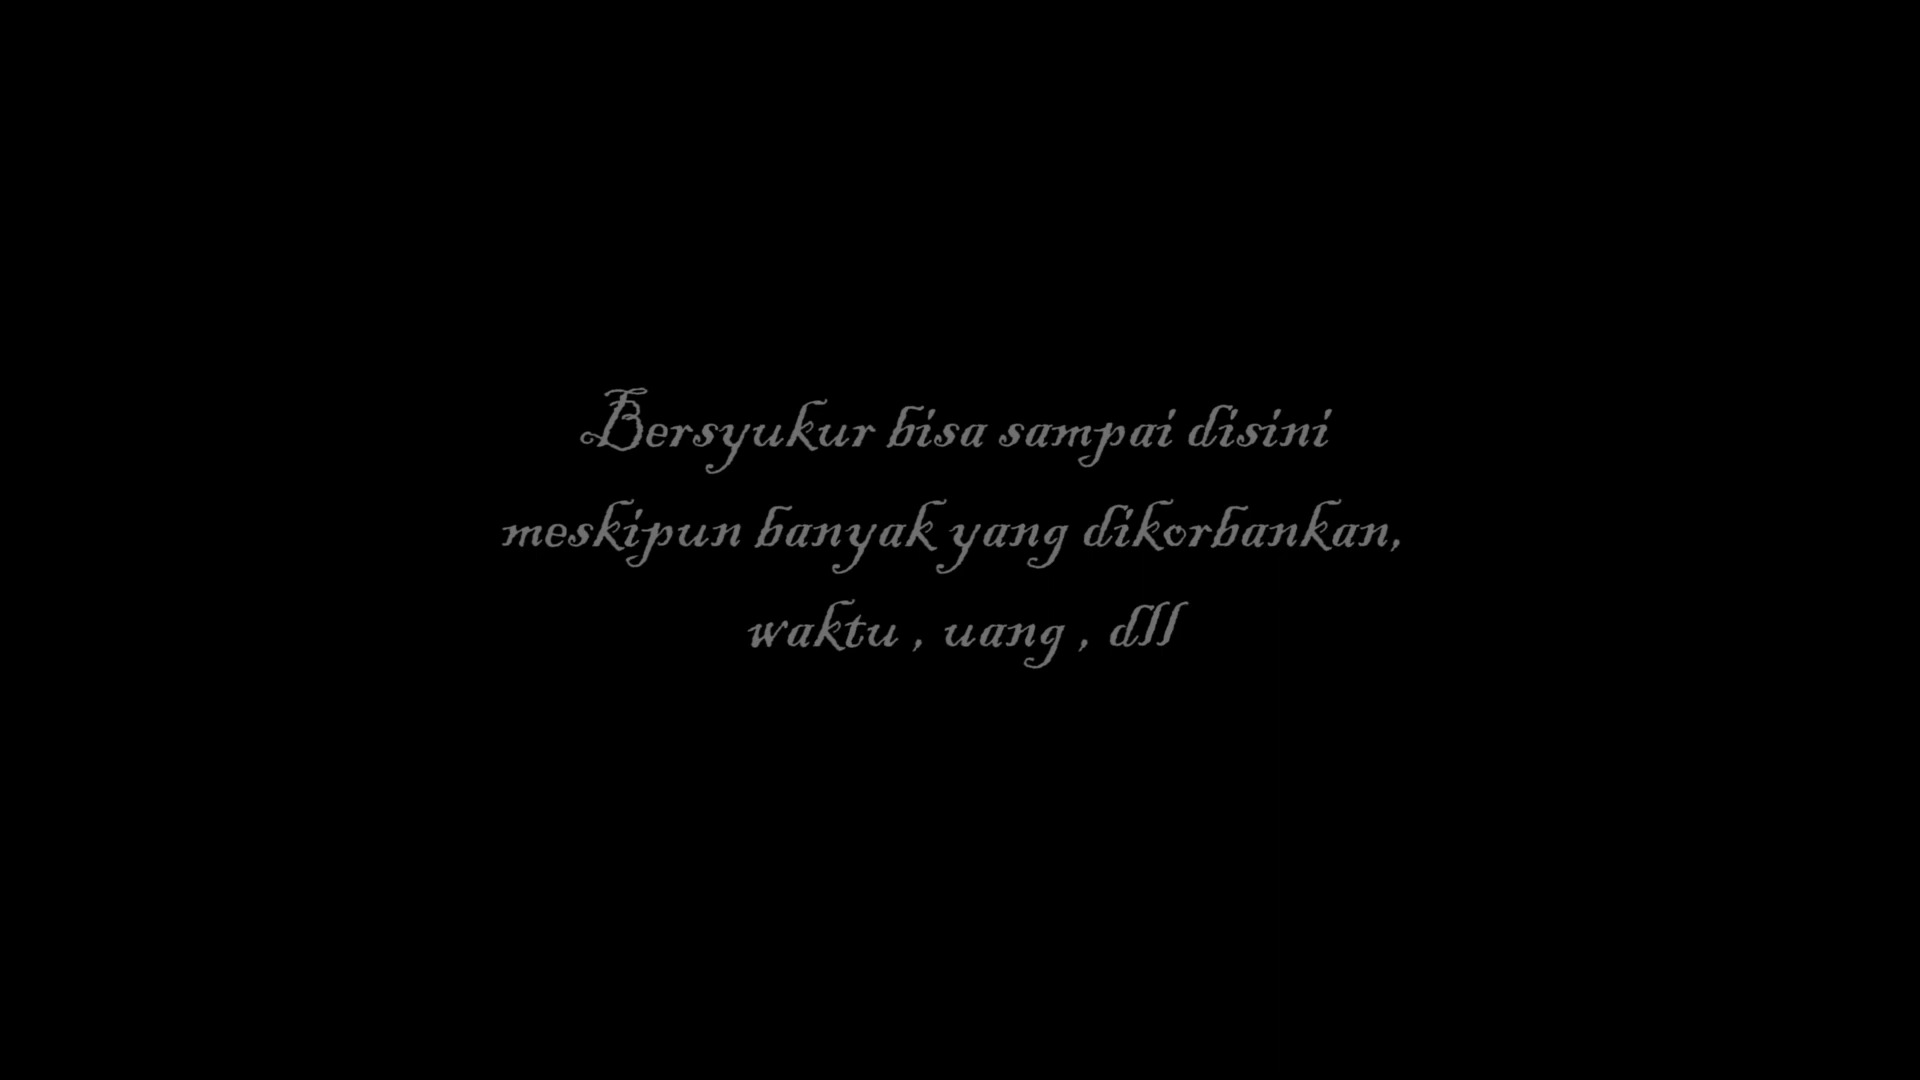 Bersyukur bisa sampai disini
meskipun banyak yang dikorbankan,
waktu , uang , dll